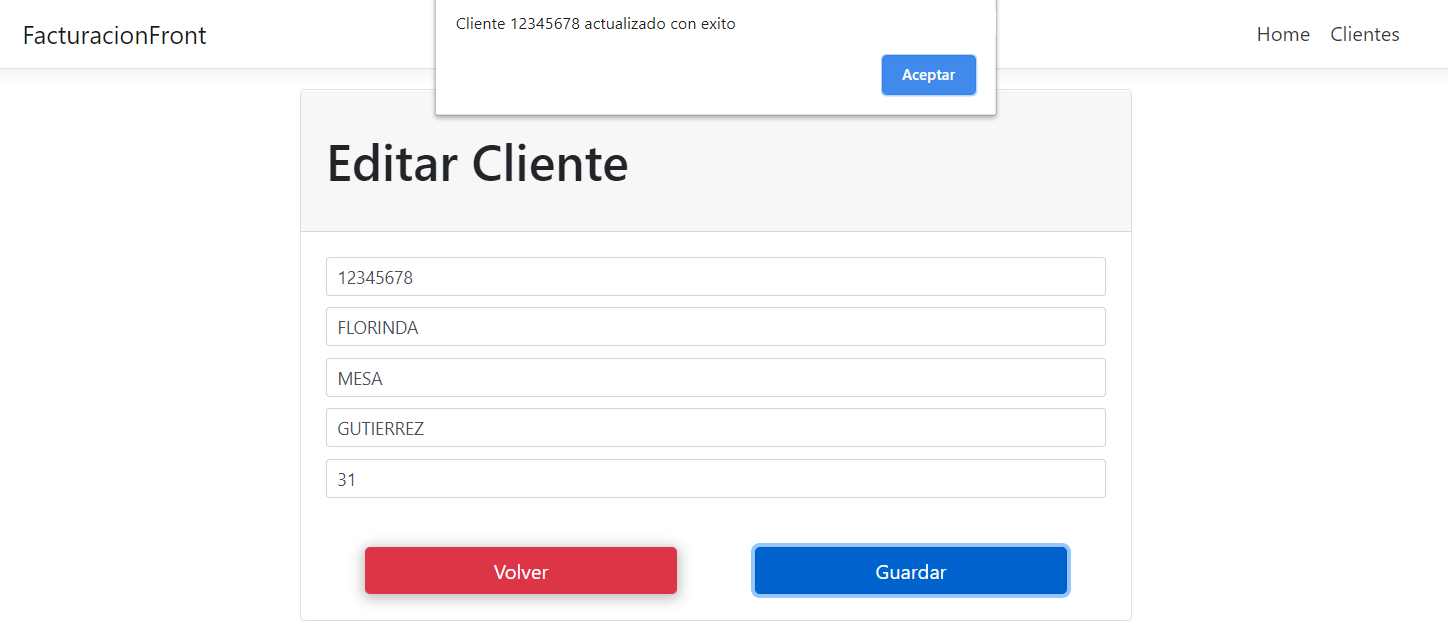 FacturacionFront
Home
Clientes
Cliente 12345678 actualizado con exito
Aceptar
Editar Cliente
12345678
FLORINDA
MESA
GUTIERREZ
31
Volver
Guardar